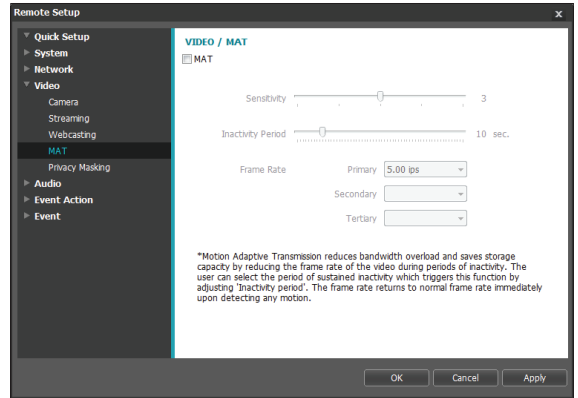 Remote Setup
x
Quick Setup
System
Network
Video
Camera
Streaming
Webcasting
MAT
Privacy Masking
Audio
Event Action
Event
VIDEO / MAT
MAT
Sensitivity 3
Inactivity Period 10 sec.
Frame Rate Primary 5.00 ips
Secondary
Tertiary
*Motion Adaptive Transmission reduces bandwidth overload and saves storage
capacity by reducing the frame rate of the video during periods of inactivity. The
user can select the period of sustained inactivity which triggers this function by
adjusting 'Inactivity period'. The frame rate returns to normal frame rate immediately
upon detecting any motion.
OK Cancel Apply